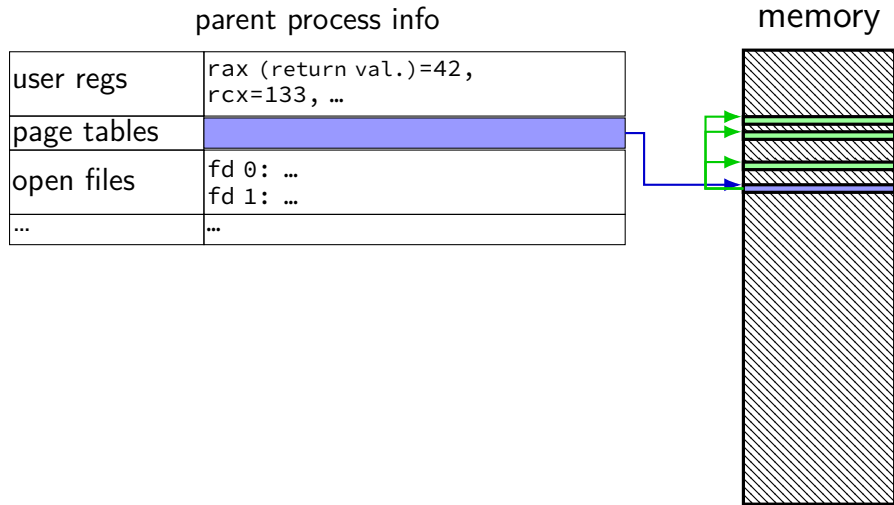 parent process info
memory
user regs
rax (return val.)=42,
rcx=133, …
page tables
open files
fd 0: …
fd 1: …
… …